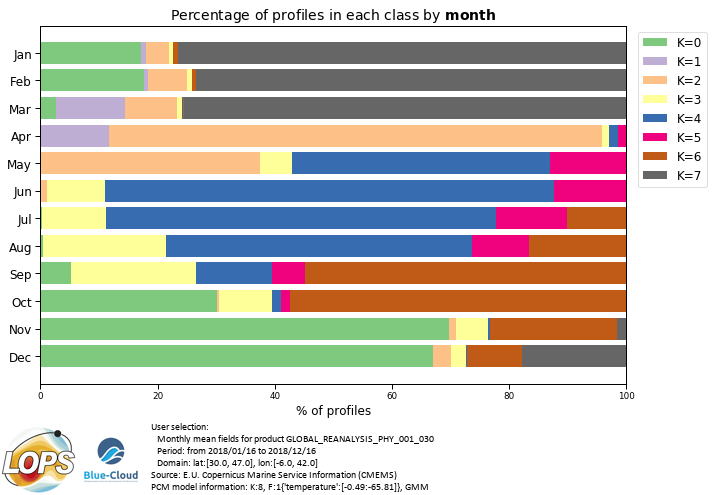 Percentage of profiles in each class by month
Jan
Feb
Mar
Apr
May
Jun
Jul
Aug
Sep
Oct
Nov
Dec
0
20
40
60
80
100
% of profiles
K=0
K=1
K=2
K=3
K=4
K=5
K=6
K=7
LOPS
Blue-Cloud
User selection:
Monthly mean fields for product GLOBAL_REANALYSIS_PHY_001_030
Period: from 2018/01/16 to 2018/12/16
Domain: lat:[30.0, 47.0], lon:[-6.0, 42.0]
Source: E.U. Copernicus Marine Service Information (CMEMS)
PCM model information: K:8, F:1{'temperature':[-0.49:-65.81]}, GMM